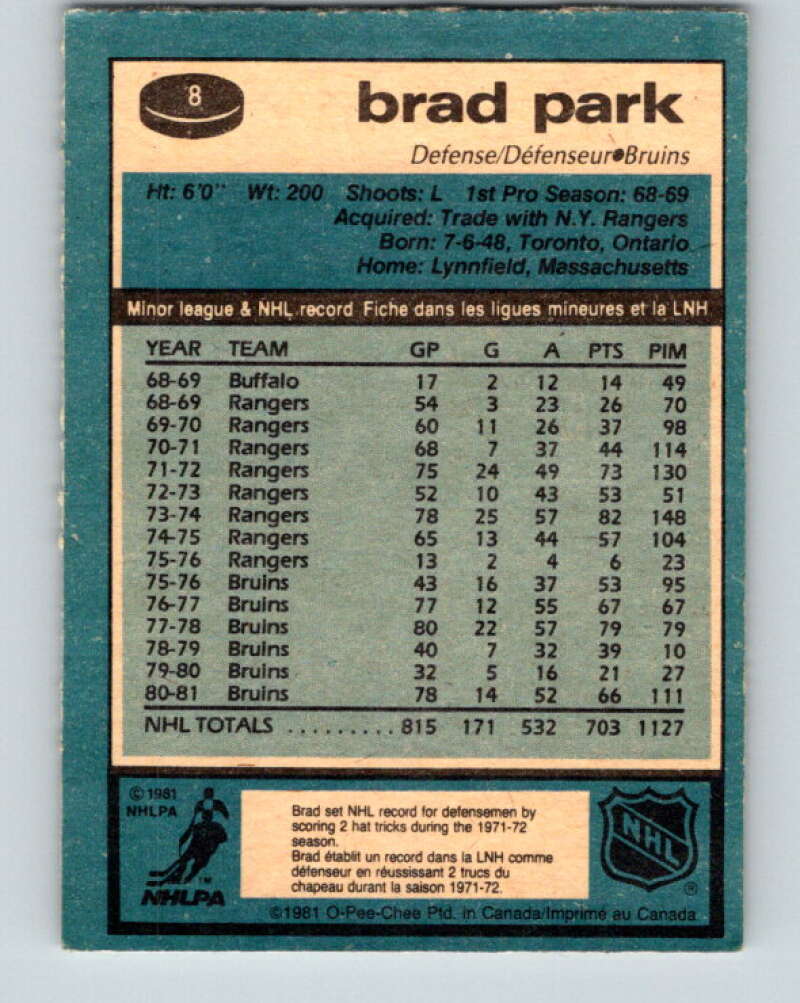 8
brad park
Defense/Défenseur●Bruins
Ht: 6'0" Wt: 200 Shoots: L 1st Pro Season: 68-69
Acquired: Trade with N.Y. Rangers
Born: 7-6-48, Toronto, Ontario
Home: Lynnfield, Massachusetts
Minor league & NHL record Fiche dans les ligues mineures et la LNH
YEAR TEAM GP G A PTS PIM
68-69 Buffalo 17 2 12 14 49
68-69 Rangers 54 3 23 26 70
69-70 Rangers 60 11 26 37 98
70-71 Rangers 68 7 37 44 114
71-72 Rangers 75 24 49 73 130
72-73 Rangers 52 10 43 53 51
73-74 Rangers 78 25 57 82 148
74-75 Rangers 65 13 44 57 104
75-76 Rangers 13 2 4 6 23
75-76 Bruins 43 16 37 53 95
76-77 Bruins 77 12 55 67 67
77-78 Bruins 80 22 57 79 79
78-79 Bruins 40 7 32 39 10
79-80 Bruins 32 5 16 21 27
80-81 Bruins 78 14 52 66 111
NHL TOTALS ......... 815 171 532 703 1127
©1981
NHLPA
NHLPA
Brad set NHL record for defensemen by
scoring 2 hat tricks during the 1971-72
season.
Brad établit un record dans la LNH comme
défenseur en réussissant 2 trucs du
chapeau durant la saison 1971-72.
NHL
®
©1981 O-Pee-Chee Ptd. in Canada/Imprimé au Canada